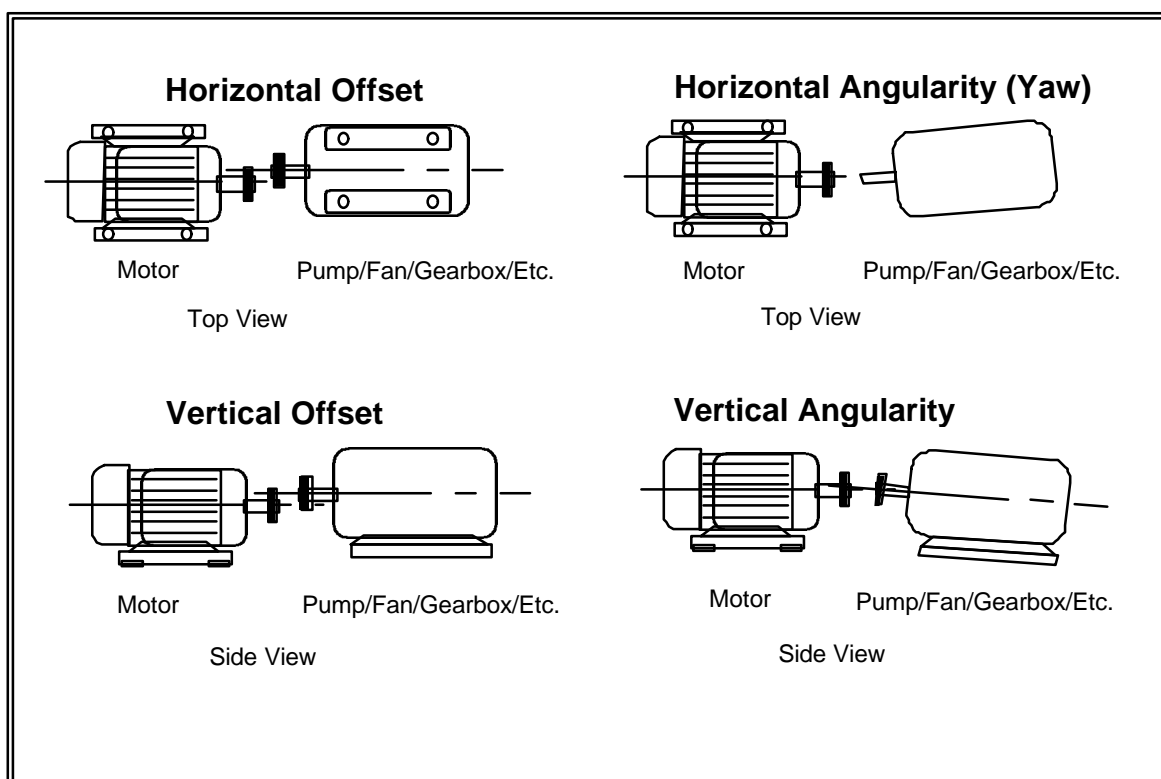 Horizontal Offset
Motor
Pump/Fan/Gearbox/Etc.
Top View
Horizontal Angularity (Yaw)
Motor
Pump/Fan/Gearbox/Etc.
Top View
Vertical Offset
Motor
Pump/Fan/Gearbox/Etc.
Side View
Vertical Angularity
Motor
Pump/Fan/Gearbox/Etc.
Side View